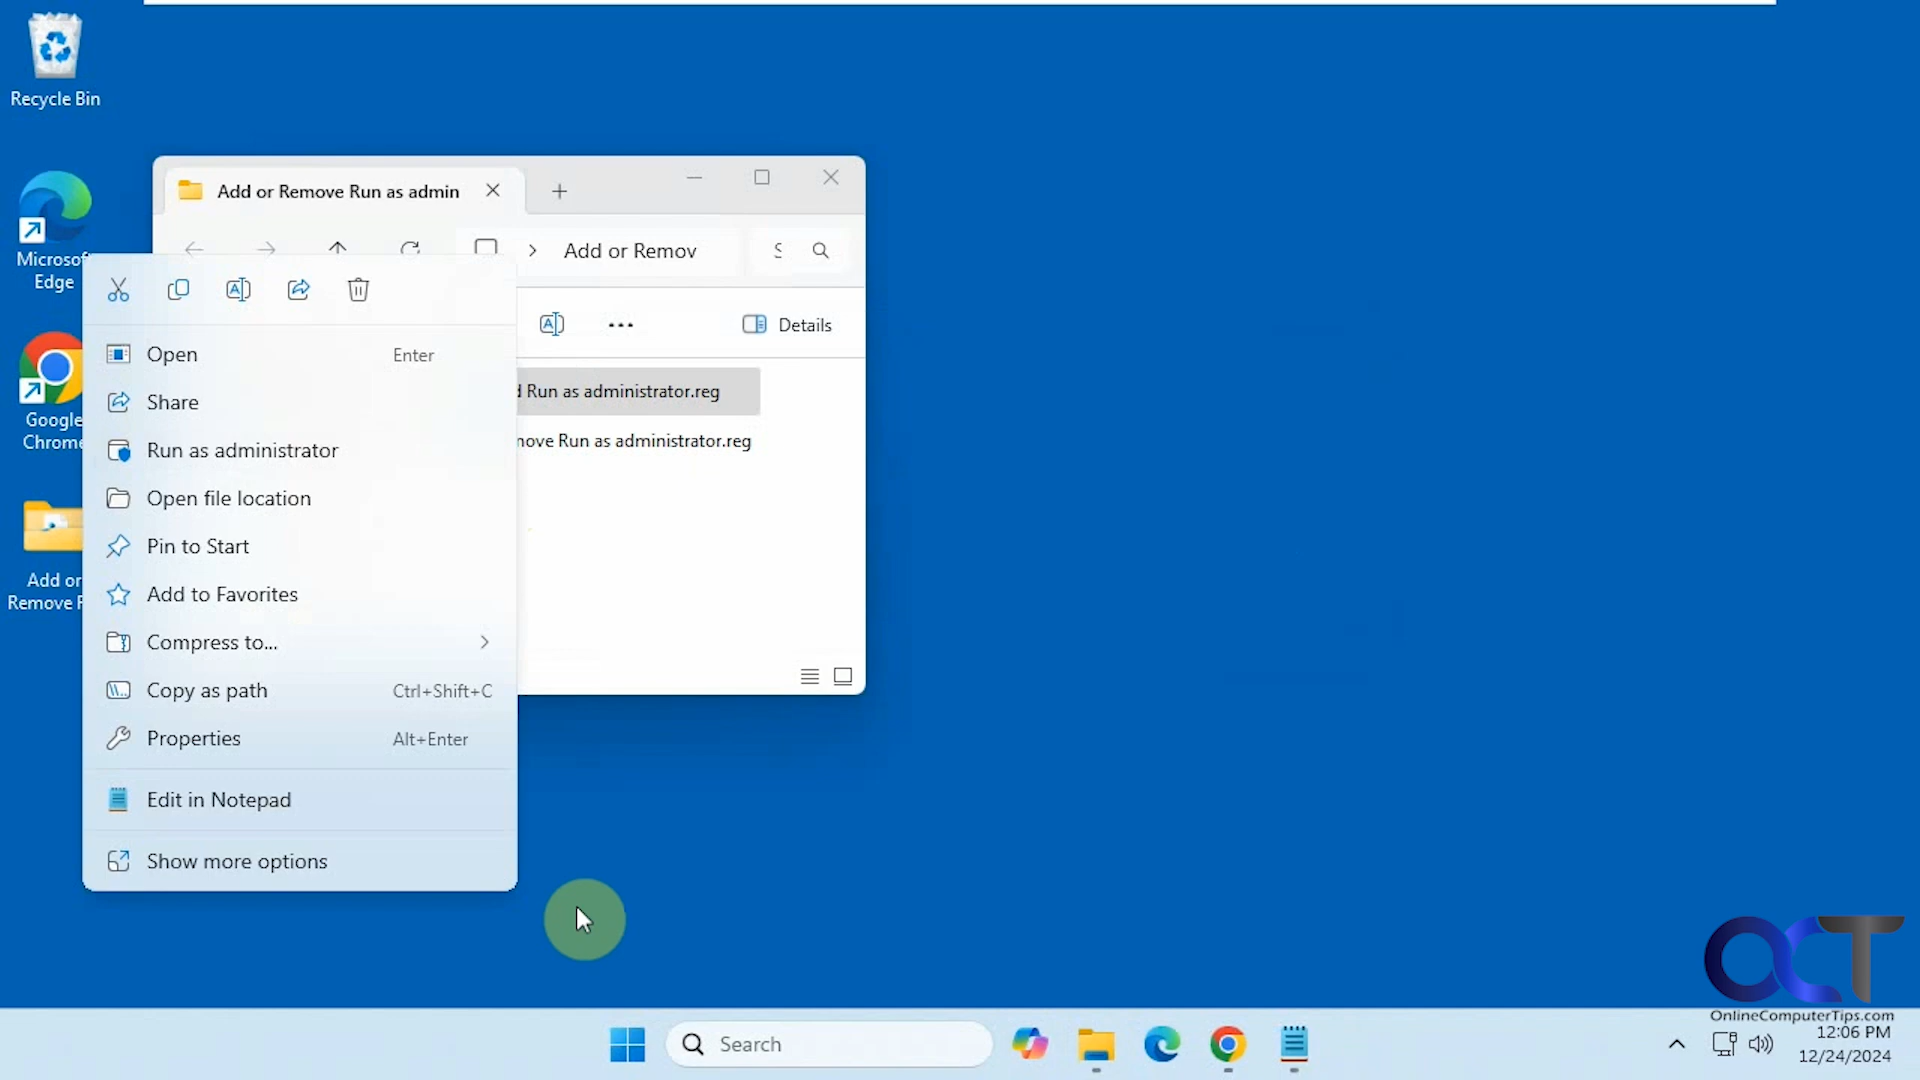 Recycle Bin
Add or Remove Run as admin
Microsof
Edge
Add or Remov
S
Details
Open Enter
Share
Run as administrator
Open file location
Pin to Start
Add to Favorites
Compress to...
Copy as path Ctrl+Shift+C
Properties Alt+Enter
Edit in Notepad
Show more options
d Run as administrator.reg
move Run as administrator.reg
Google
Chrome
Add or
Remove R
OCT
OnlineComputerTips.com
Search
12:06 PM
12/24/2024